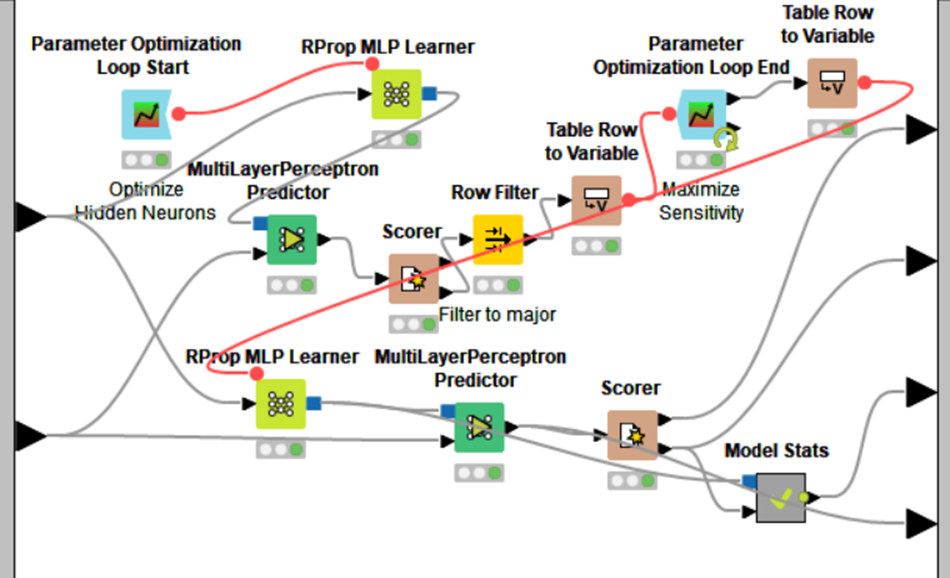 Table Row
to Variable
Parameter Optimization
Loop Start
RProp MLP Learner
Parameter
Optimization Loop End
V
Table Row
to Variable
MultiLayerPerceptron
Predictor
Optimize
Hidden Neurons
Row Filter
V
Maximize
Sensitivity
Scorer
Filter to major
RProp MLP Learner
MultiLayerPerceptron
Predictor
Scorer
Model Stats